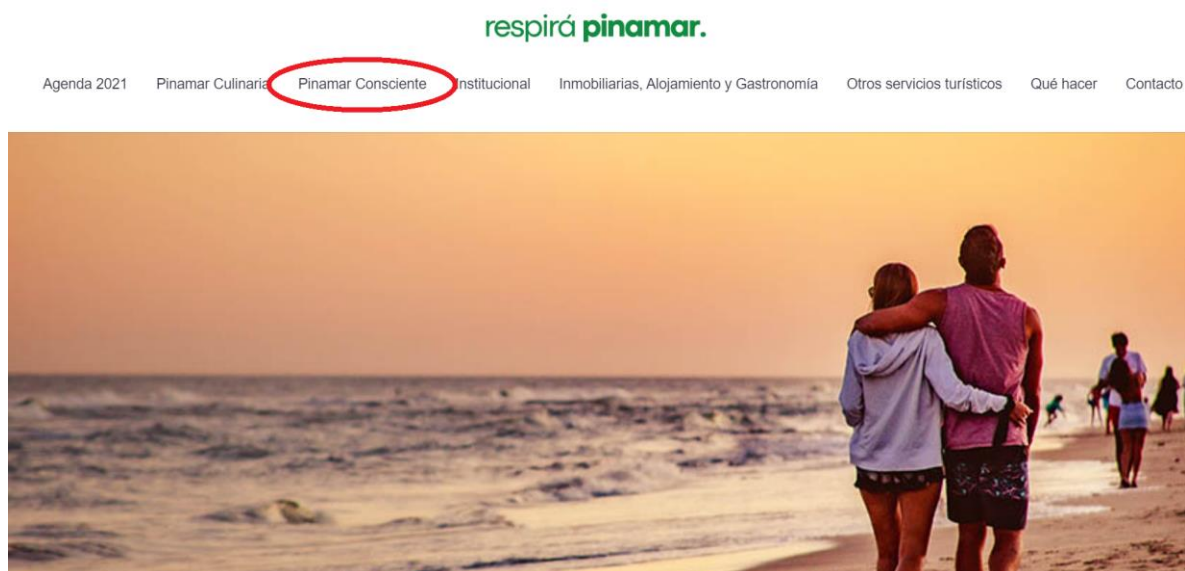 respirá pinamar.
Agenda 2021 Pinamar Culinaria Pinamar Consciente Institucional Inmobiliarias, Alojamiento y Gastronomía Otros servicios turísticos Qué hacer Contacto